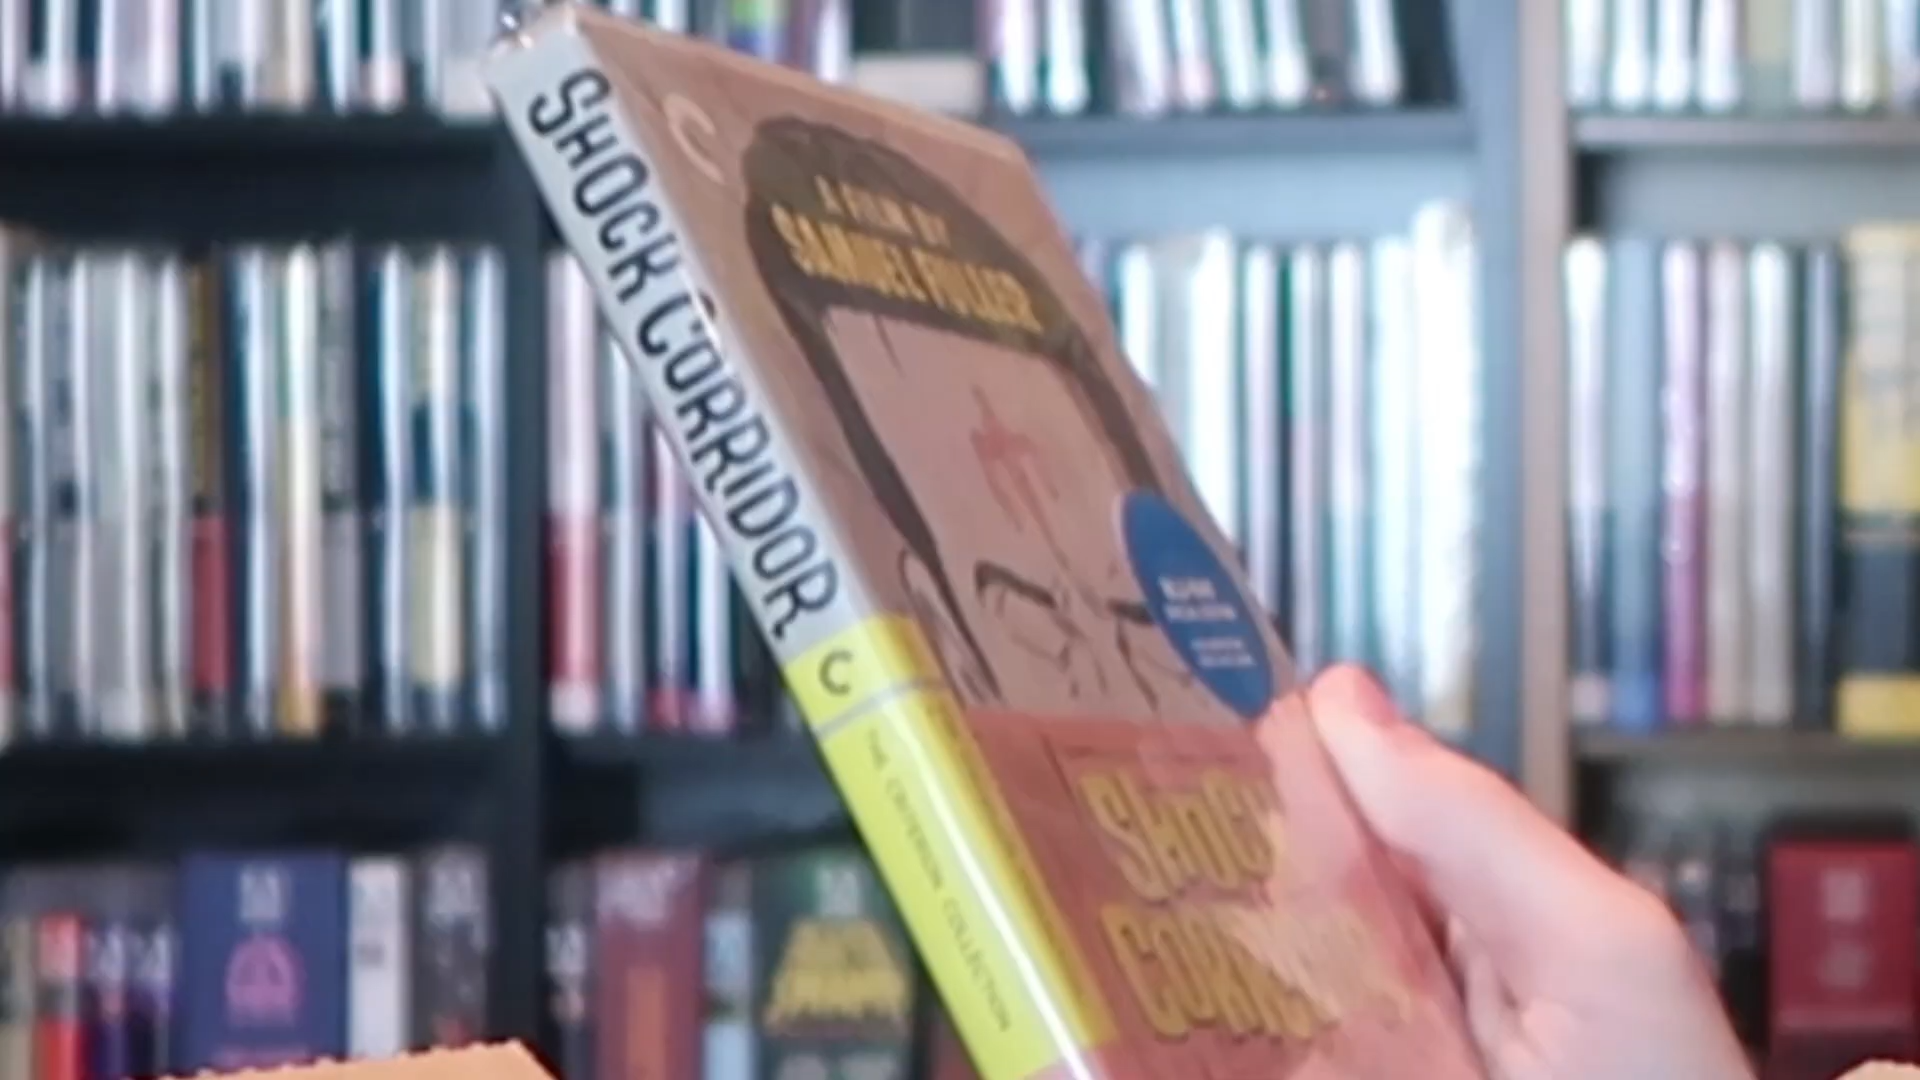 SHOCK CORRIDOR
C
THE CRITERION COLLECTION
A FILM BY
SAMUEL FULLER
SHOCK
CORRIDOR